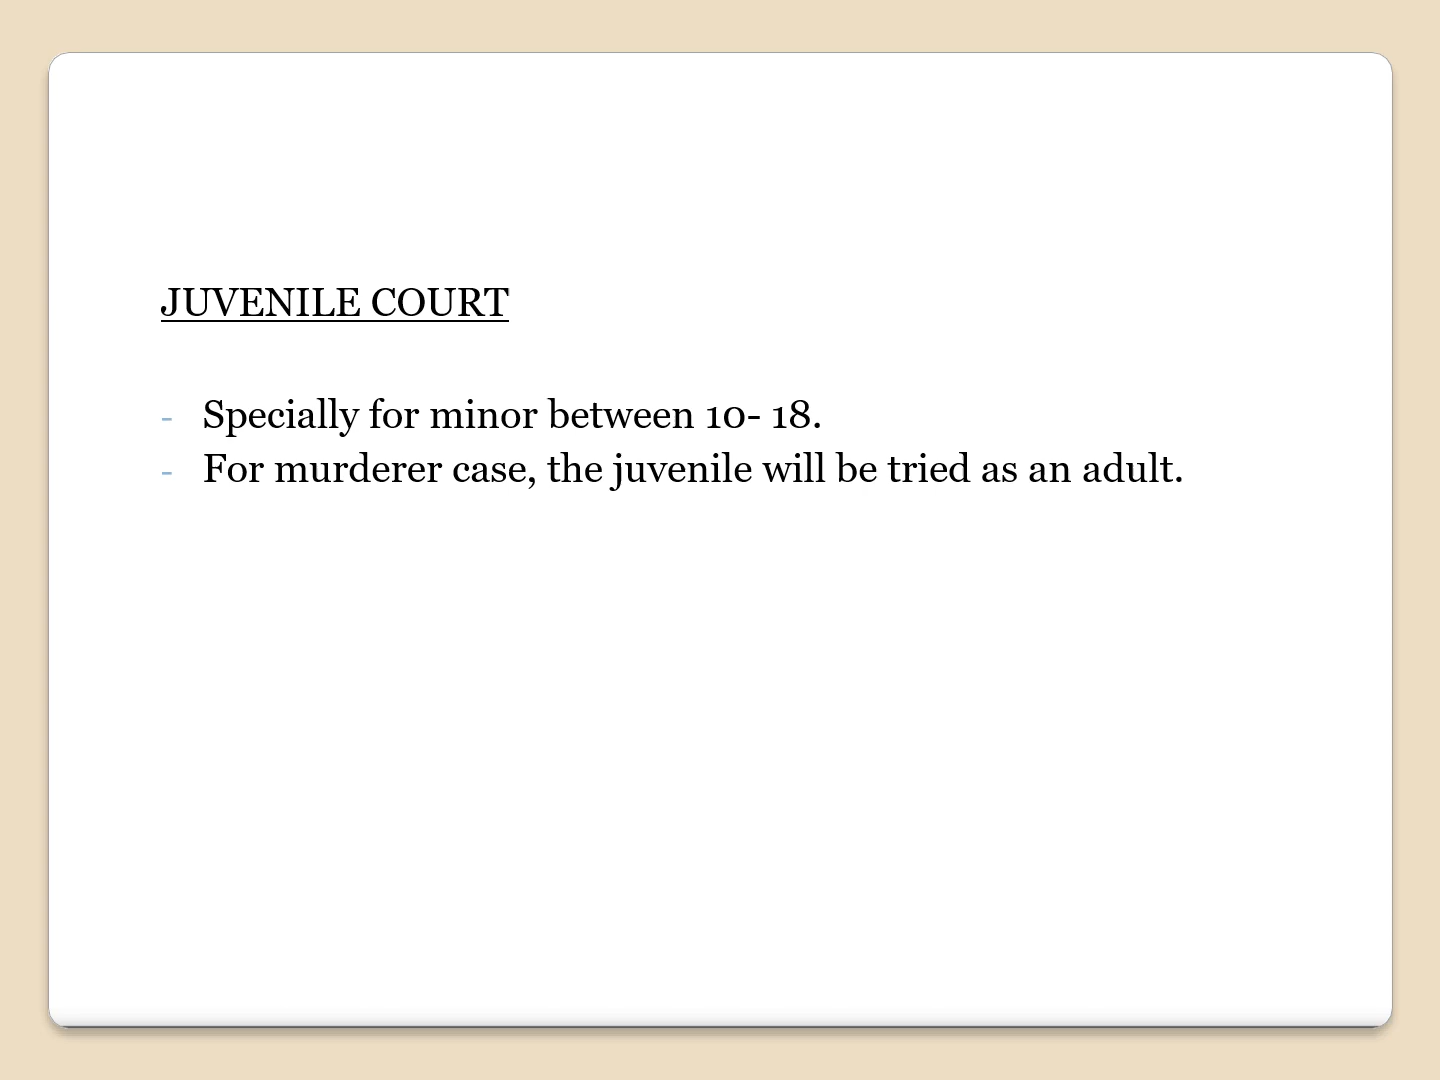 JUVENILE COURT
- Specially for minor between 10- 18.
- For murderer case, the juvenile will be tried as an adult.